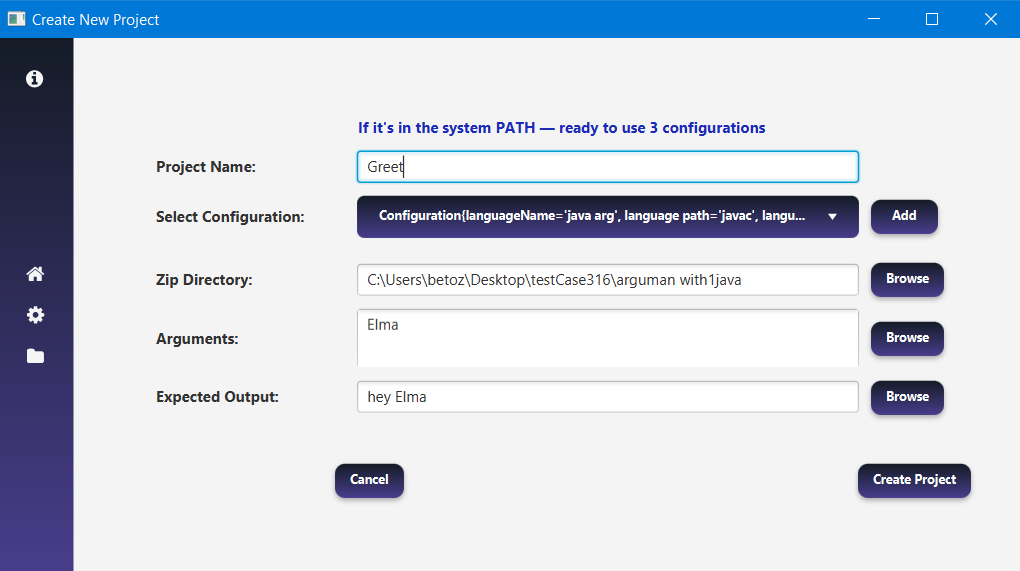 Create New Project
If it's in the system PATH — ready to use 3 configurations
Project Name:
Greet
Select Configuration:
Configuration{languageName='java arg', language path='javac', langu...
Add
Zip Directory:
C:\Users\betoz\Desktop\testCase316\arguman with1java
Browse
Arguments:
Elma
Browse
Expected Output:
hey Elma
Browse
Cancel
Create Project